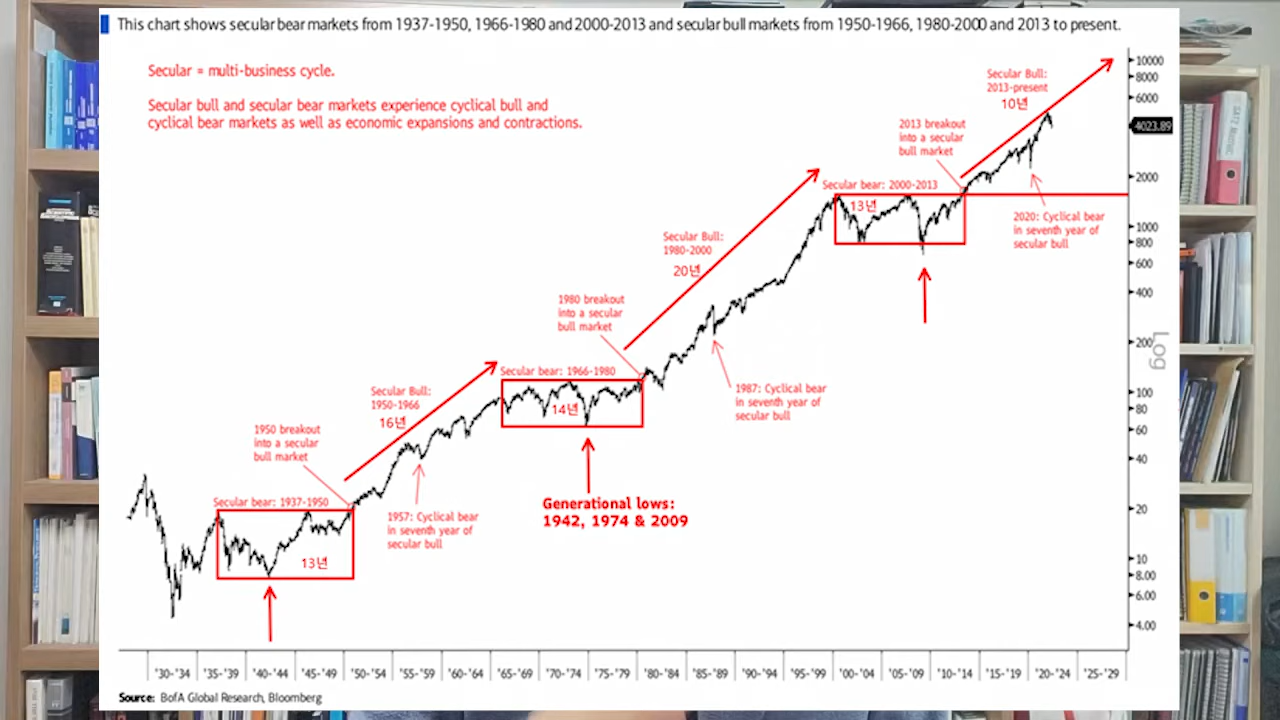 This chart shows secular bear markets from 1937-1950, 1966-1980 and 2000-2013 and secular bull markets from 1950-1966, 1980-2000 and 2013 to present.
Secular = multi-business cycle.
Secular bull and secular bear markets experience cyclical bull and
cyclical bear markets as well as economic expansions and contractions.
Secular Bull:
2013-present
10년
2013 breakout
into a secular
bull market
Secular bear: 2000-2013
13년
2020: Cyclical bear
in seventh year of
secular bull
Secular Bull:
1980-2000
20년
1980 breakout
into a secular
bull market
Secular bear: 1966-1980
14년
1987: Cyclical bear
in seventh year of
secular bull
Secular Bull:
1950-1966
16년
1950 breakout
into a secular
bull market
Secular bear: 1937-1950
13년
1957: Cyclical bear
in seventh year of
secular bull
Generational lows:
1942, 1974 & 2009
10000
8000
6000
4023.89
2000
1000
800
600
400
200
100
80
60
40
20
10
8.00
6.00
4.00
Log
'30-'34 '35-'39 '40-'44 '45-'49 '50-'54 '55-'59 '60-'64 '65-'69 '70-'74 '75-'79 '80-'84 '85-'89 '90-'94 '95-'99 '00-'04 '05-'09 '10-'14 '15-'19 '20-'24 '25-'29
Source: BofA Global Research, Bloomberg